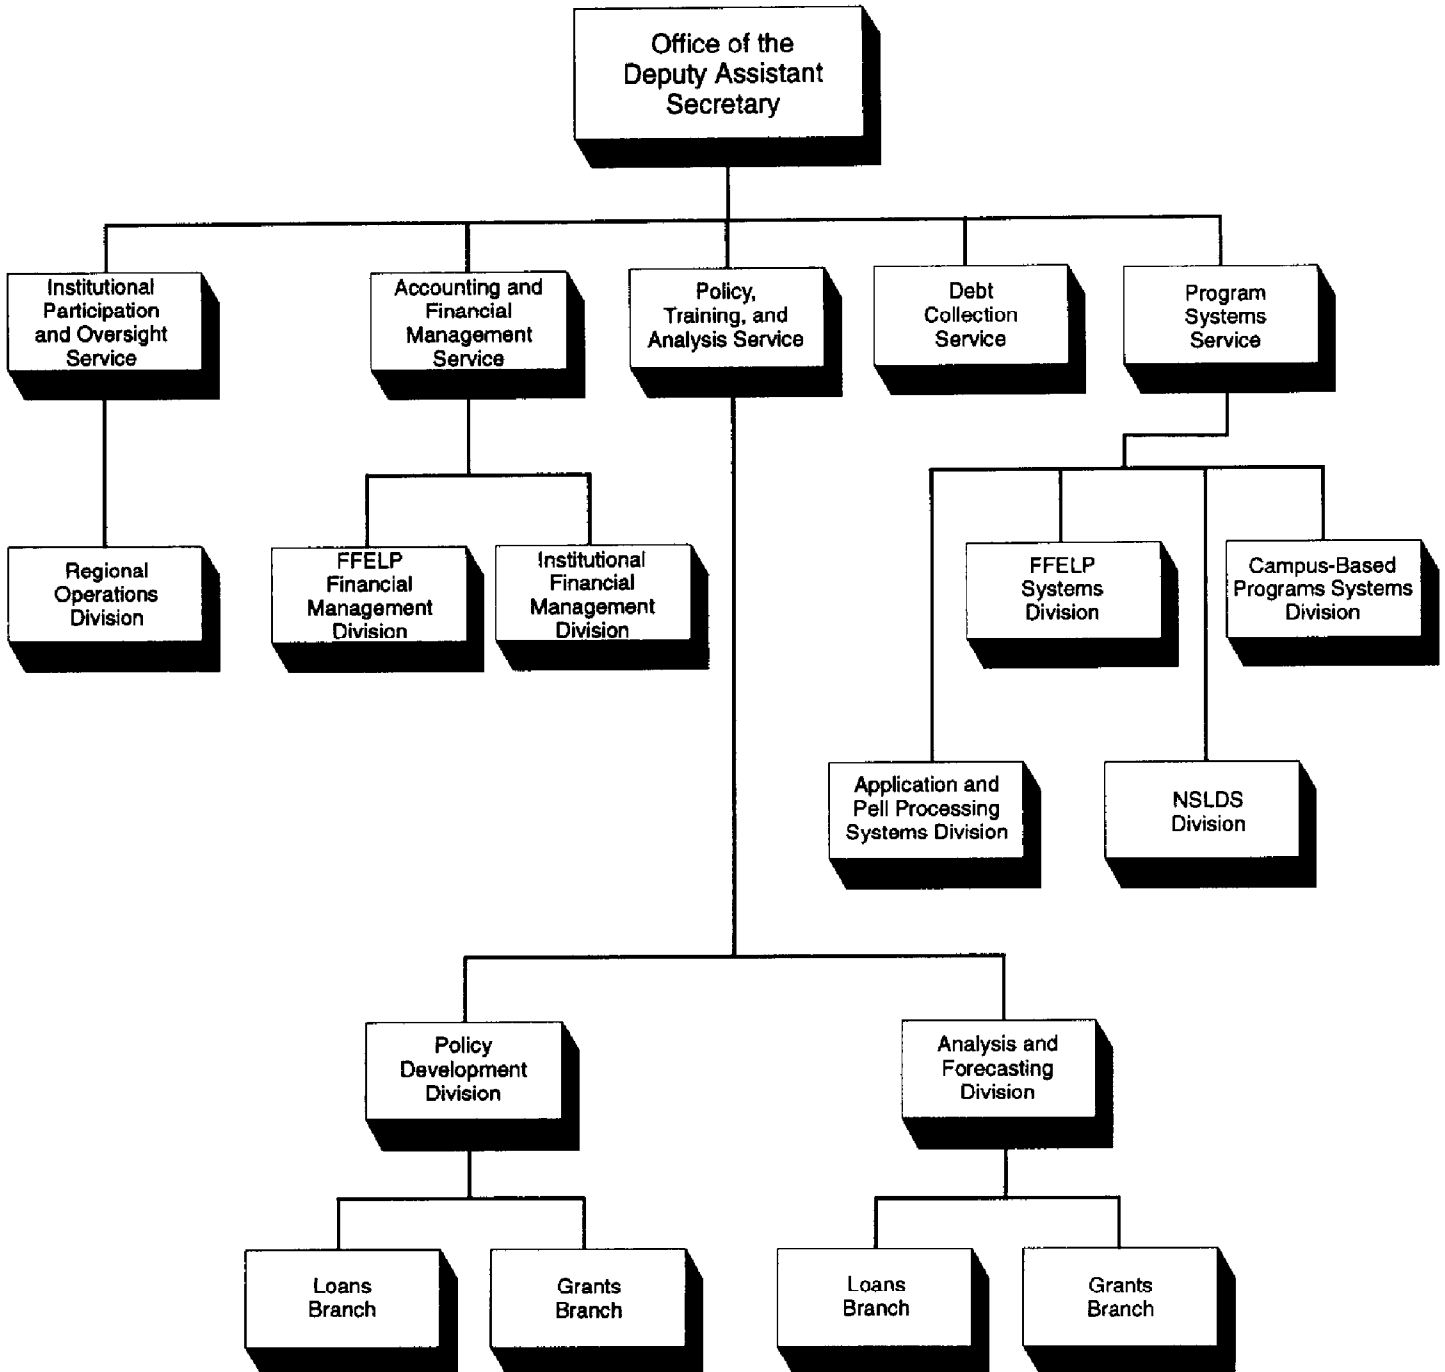 Office of the
Deputy Assistant
Secretary
Institutional
Participation
and Oversight
Service
Accounting and
Financial
Management
Service
Policy,
Training, and
Analysis Service
Debt
Collection
Service
Program
Systems
Service
Regional
Operations
Division
FFELP
Financial
Management
Division
Institutional
Financial
Management
Division
FFELP
Systems
Division
Campus-Based
Programs Systems
Division
Application and
Pell Processing
Systems Division
NSLDS
Division
Policy
Development
Division
Analysis and
Forecasting
Division
Loans
Branch
Grants
Branch
Loans
Branch
Grants
Branch